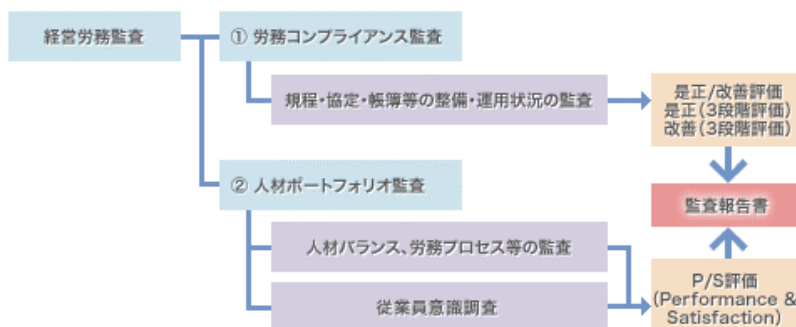 経営労務監査
① 労務コンプライアンス監査
規程・協定・帳簿等の整備・運用状況の監査
是正/改善評価
是正(3段階評価)
改善(3段階評価)
② 人材ポートフォリオ監査
監査報告書
人材バランス、労務プロセス等の監査
従業員意識調査
P/S評価
(Performance &
Satisfaction)